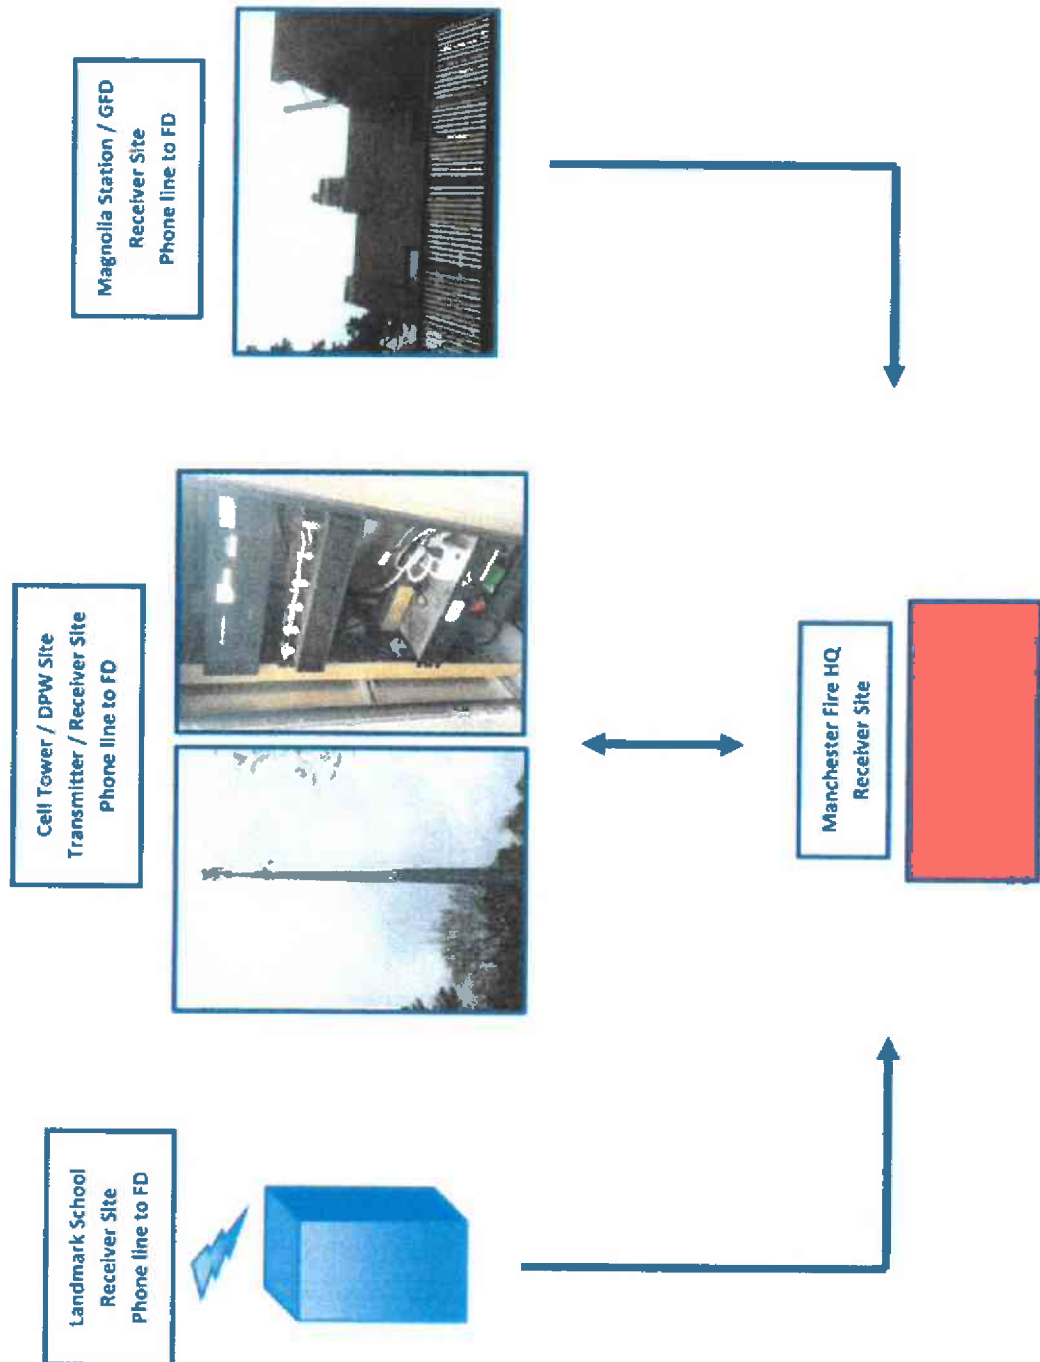 Landmark School
Receiver Site
Phone line to FD
Cell Tower / DPW Site
Transmitter / Receiver Site
Phone line to FD
Magnolia Station / GFD
Receiver Site
Phone line to FD
Manchester Fire HQ
Receiver Site